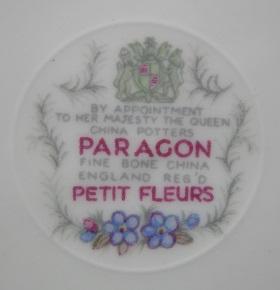 BY APPOINTMENT
TO HER MAJESTY THE QUEEN
CHINA POTTERS
PARAGON
FINE BONE CHINA
ENGLAND REG'D
PETIT FLEURS